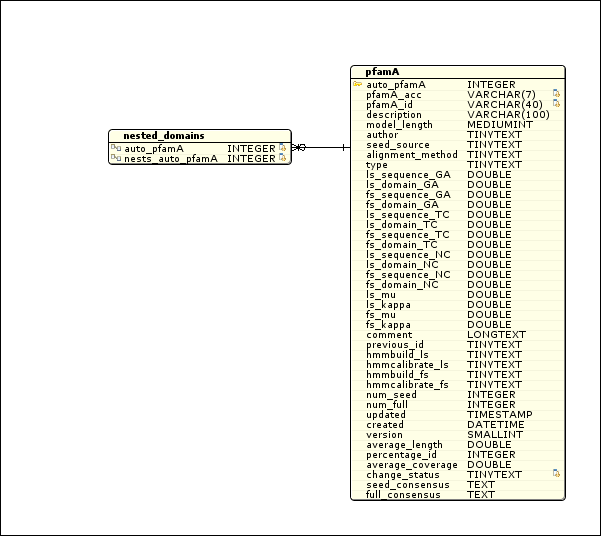 nested_domains
auto_pfamA INTEGER
nests_auto_pfamA INTEGER
pfamA
auto_pfamA INTEGER
pfamA_acc VARCHAR(7)
pfamA_id VARCHAR(40)
description VARCHAR(100)
model_length MEDIUMINT
author TINYTEXT
seed_source TINYTEXT
alignment_method TINYTEXT
type TINYTEXT
ls_sequence_GA DOUBLE
ls_domain_GA DOUBLE
fs_sequence_GA DOUBLE
fs_domain_GA DOUBLE
ls_sequence_TC DOUBLE
ls_domain_TC DOUBLE
fs_sequence_TC DOUBLE
fs_domain_TC DOUBLE
ls_sequence_NC DOUBLE
ls_domain_NC DOUBLE
fs_sequence_NC DOUBLE
fs_domain_NC DOUBLE
ls_mu DOUBLE
ls_kappa DOUBLE
fs_mu DOUBLE
fs_kappa DOUBLE
comment LONGTEXT
previous_id TINYTEXT
hmmbuild_ls TINYTEXT
hmmcalibrate_ls TINYTEXT
hmmbuild_fs TINYTEXT
hmmcalibrate_fs TINYTEXT
num_seed INTEGER
num_full INTEGER
updated TIMESTAMP
created DATETIME
version SMALLINT
average_length DOUBLE
percentage_id INTEGER
average_coverage DOUBLE
change_status TINYTEXT
seed_consensus TEXT
full_consensus TEXT